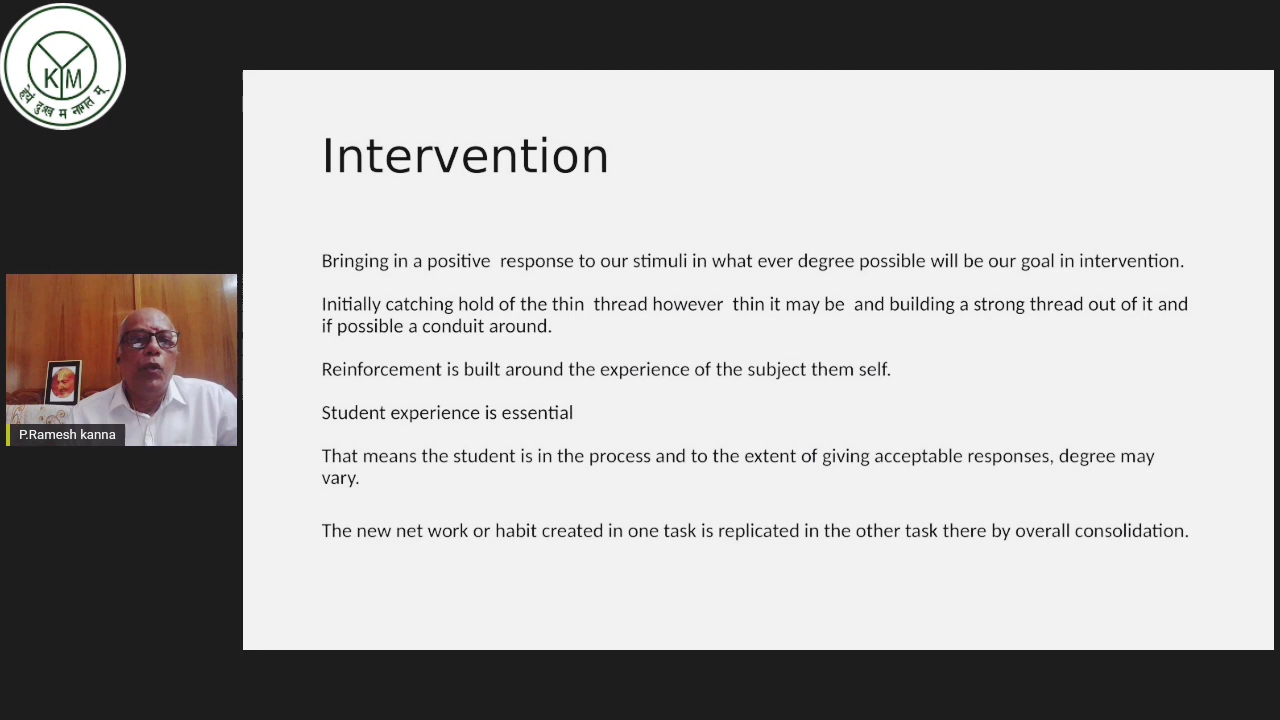 KYM
हेयं दुःख म नागत म्
Intervention
Bringing in a positive  response to our stimuli in what ever degree possible will be our goal in intervention.
Initially catching hold of the thin  thread however  thin it may be  and building a strong thread out of it and
if possible a conduit around.
Reinforcement is built around the experience of the subject them self.
Student experience is essential
That means the student is in the process and to the extent of giving acceptable responses, degree may
vary.
The new net work or habit created in one task is replicated in the other task there by overall consolidation.
P.Ramesh kanna